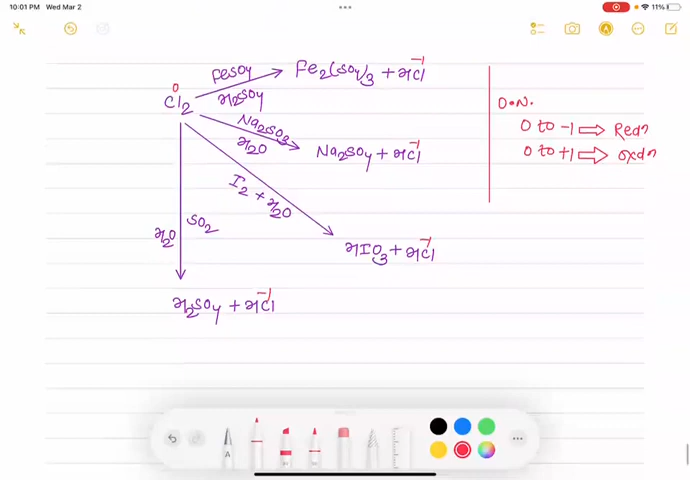 10:01 PM Wed Mar 2
11%
FeSO4
H2SO4
Fe2(SO4)3 + HCl
-1
0
Cl2
Na2SO3
H2O
Na2SO4 + HCl
-1
I2 + H2O
HIO3 + HCl
-1
H2O
SO2
H2SO4 + HCl
-1
O.N.
0 to -1 ⇒ Redn
0 to +1 ⇒ oxdn
A